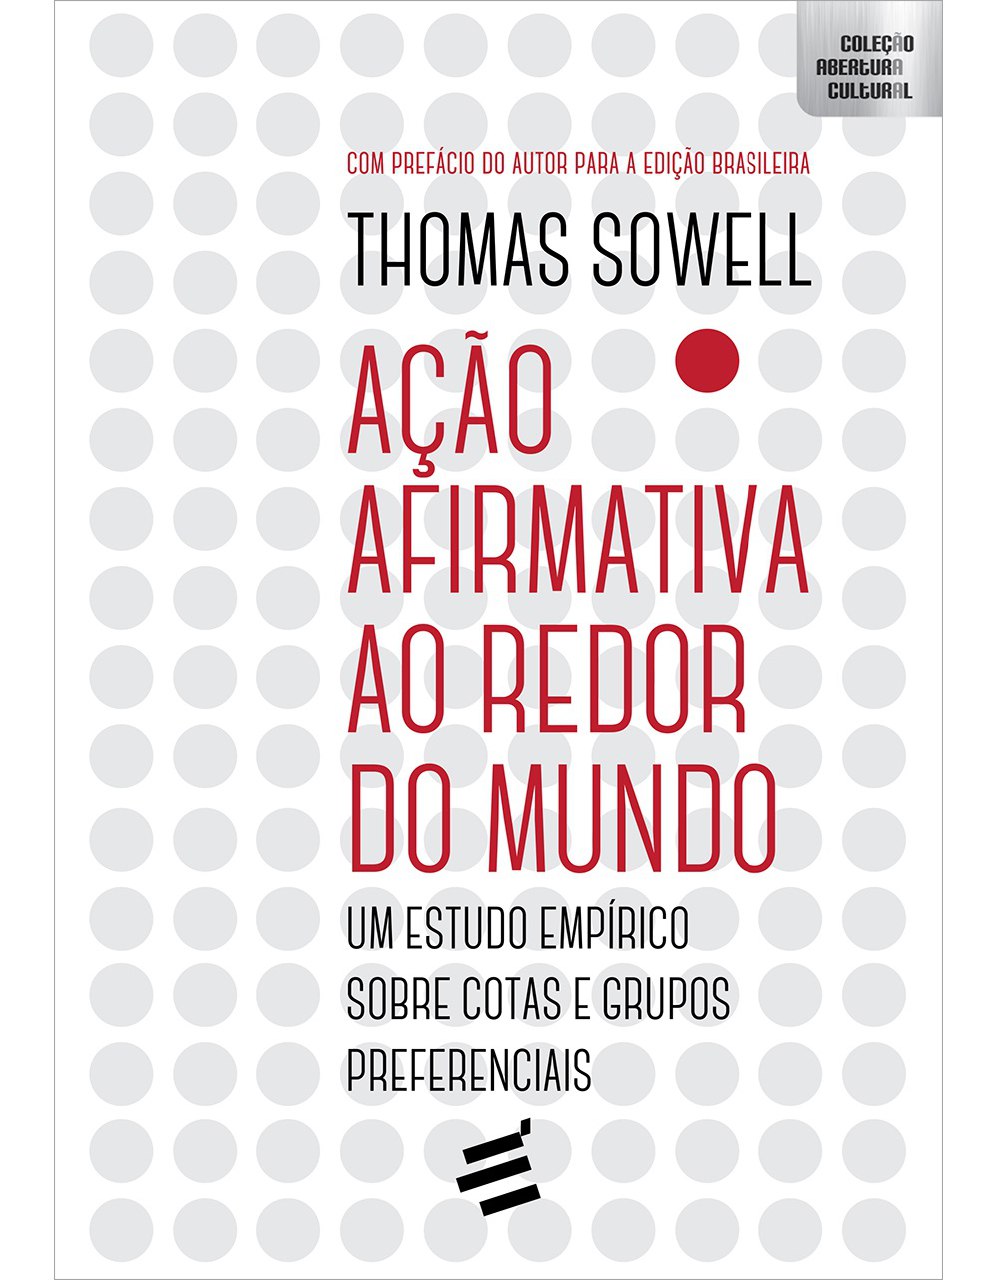 COLEÇÃO
ABERTURA
CULTURAL
COM PREFÁCIO DO AUTOR PARA A EDIÇÃO BRASILEIRA
THOMAS SOWELL
AÇÃO
AFIRMATIVA
AO REDOR
DO MUNDO
UM ESTUDO EMPÍRICO
SOBRE COTAS E GRUPOS
PREFERENCIAIS
É